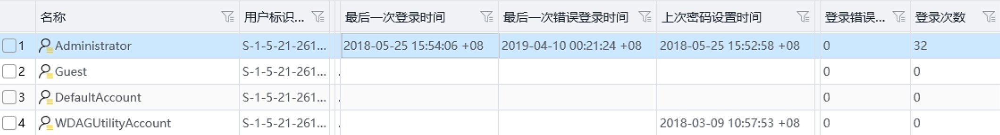 名称 用户标识... 最后一次登录时间 最后一次错误登录时间 上次密码设置时间 登录错误... 登录次数
1 Administrator S-1-5-21-261... 2018-05-25 15:54:06 +08 2019-04-10 00:21:24 +08 2018-05-25 15:52:58 +08 0 32
2 Guest S-1-5-21-261... . 0 0
3 DefaultAccount S-1-5-21-261... . 0 0
4 WDAGUtilityAccount S-1-5-21-261... . 2018-03-09 10:57:53 +08 0 0